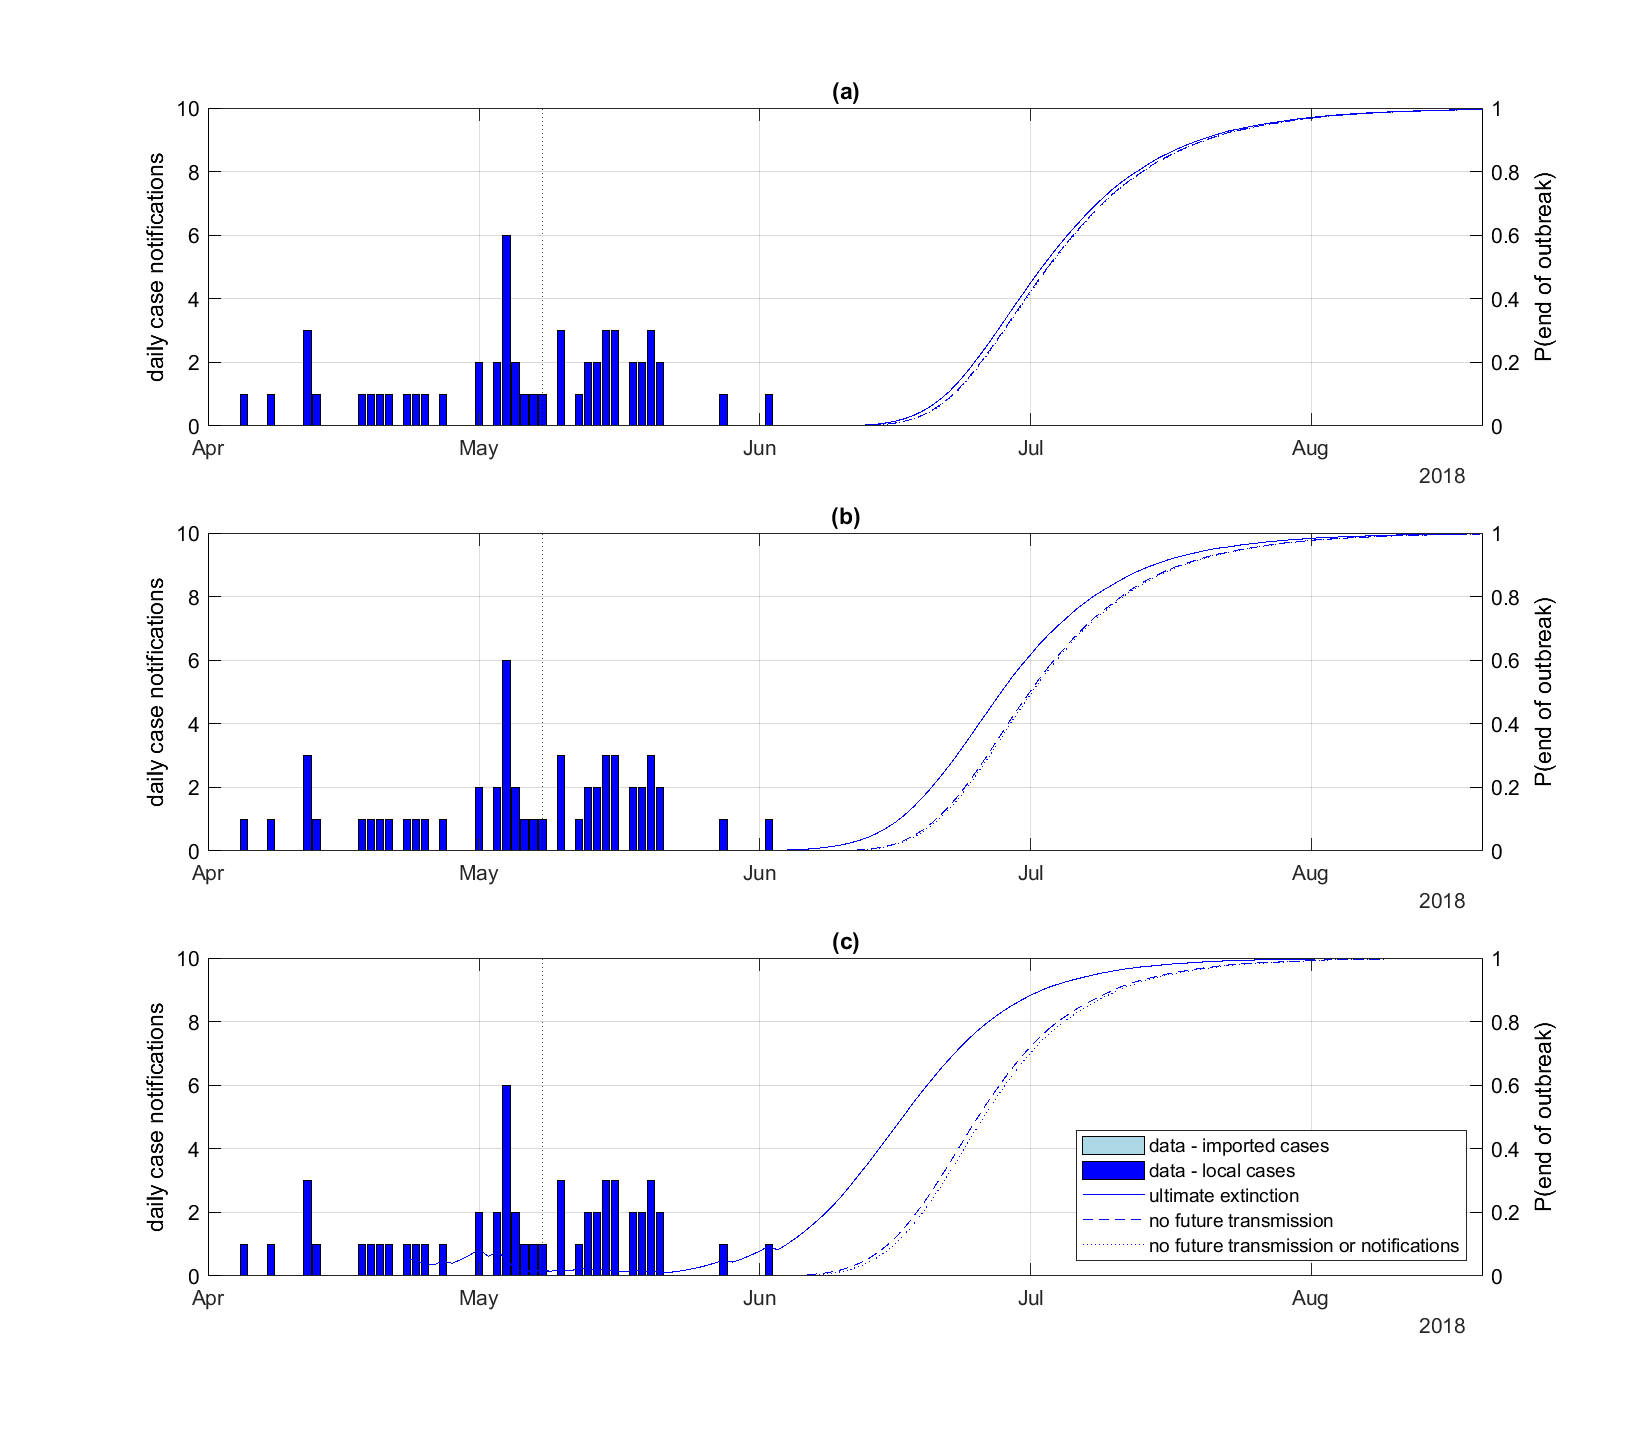 (a)
10
8
6
4
2
0
daily case notifications
1
0.8
0.6
0.4
0.2
0
P(end of outbreak)
Apr May Jun Jul Aug
2018
(b)
10
8
6
4
2
0
daily case notifications
1
0.8
0.6
0.4
0.2
0
P(end of outbreak)
Apr May Jun Jul Aug
2018
(c)
10
8
6
4
2
0
daily case notifications
1
0.8
0.6
0.4
0.2
0
P(end of outbreak)
data - imported cases
data - local cases
ultimate extinction
no future transmission
no future transmission or notifications
Apr May Jun Jul Aug
2018